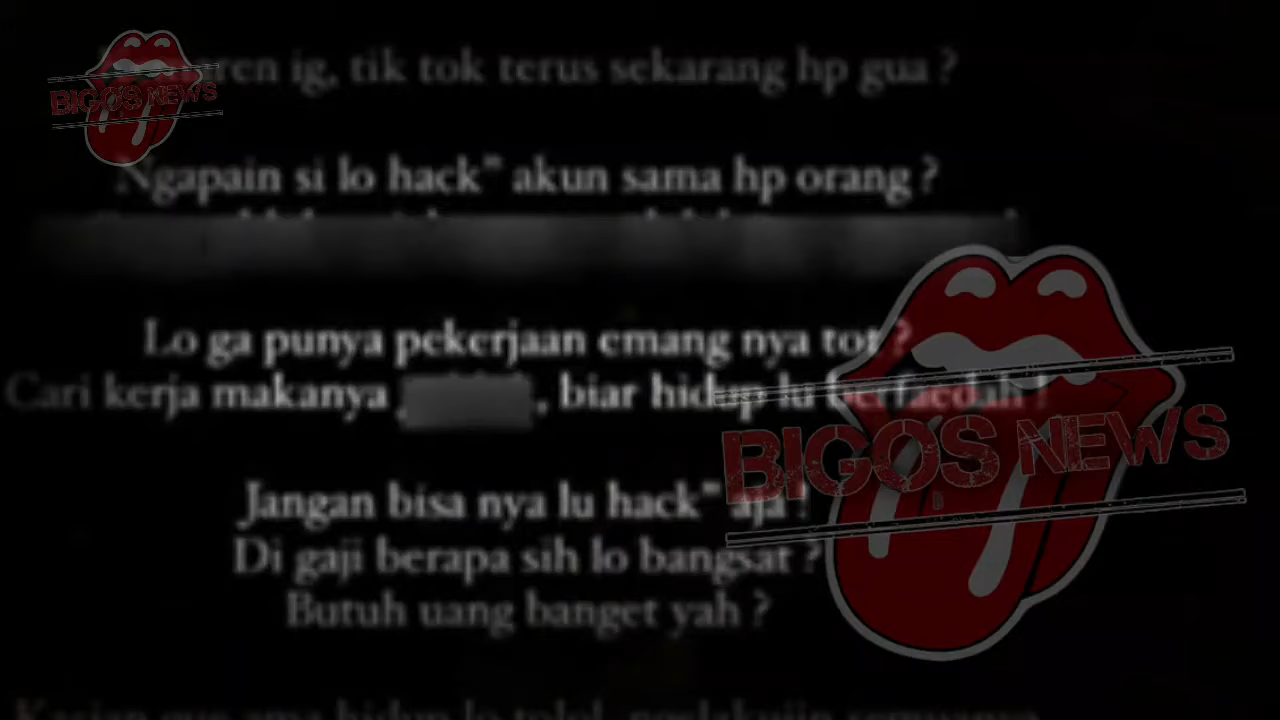 ig, tik tok terus sekarang hp gua ?
BIGOS NEWS
Ngapain si lo hack" akun sama hp orang ?
Lo ga punya pekerjaan emang nya tot ?
Cari kerja makanya , biar hidup lu berfaedah !
BIGOS NEWS
Jangan bisa nya lu hack" aja !
Di gaji berapa sih lo bangsat ?
Butuh uang banget yah ?